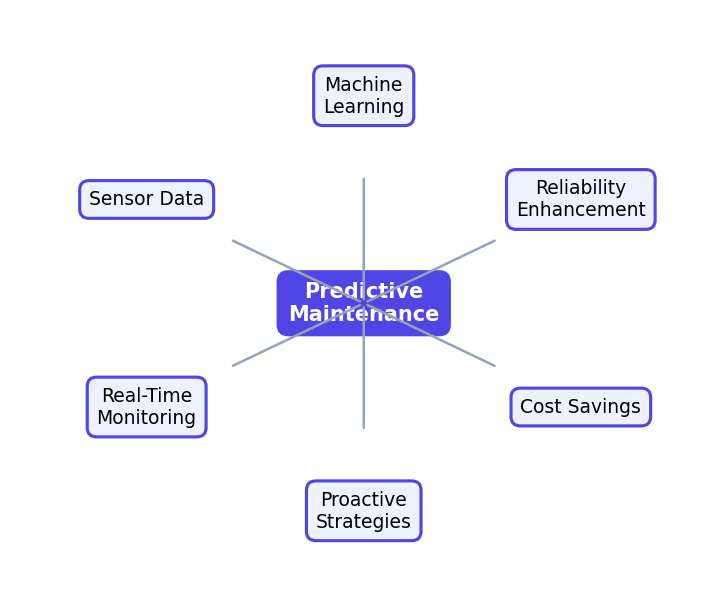 Machine
Learning
Sensor Data
Reliability
Enhancement
Predictive
Maintenance
Real-Time
Monitoring
Cost Savings
Proactive
Strategies